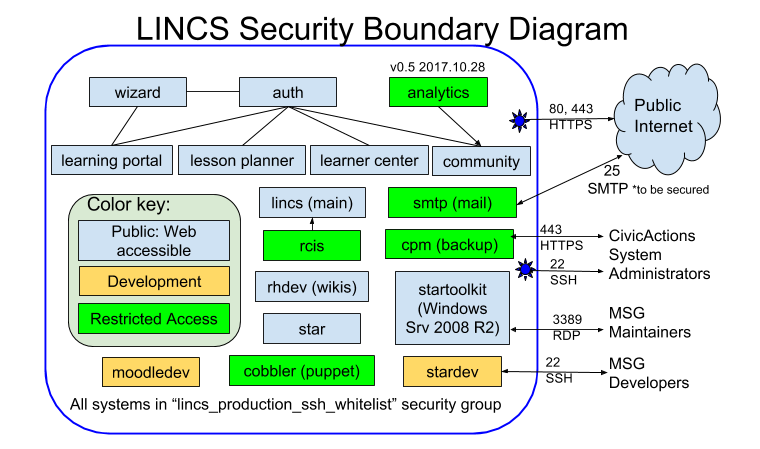 LINCS Security Boundary Diagram
v0.5 2017.10.28
wizard
auth
analytics
80, 443
HTTPS
Public
Internet
learning portal
lesson planner
learner center
community
25
SMTP *to be secured
Color key:
Public: Web
accessible
Development
Restricted Access
lincs (main)
smtp (mail)
rcis
cpm (backup)
443
HTTPS
22
SSH
CivicActions
System
Administrators
rhdev (wikis)
startoolkit
(Windows
Srv 2008 R2)
star
3389
RDP
MSG
Maintainers
moodledev
cobbler (puppet)
stardev
22
SSH
MSG
Developers
All systems in “lincs_production_ssh_whitelist” security group